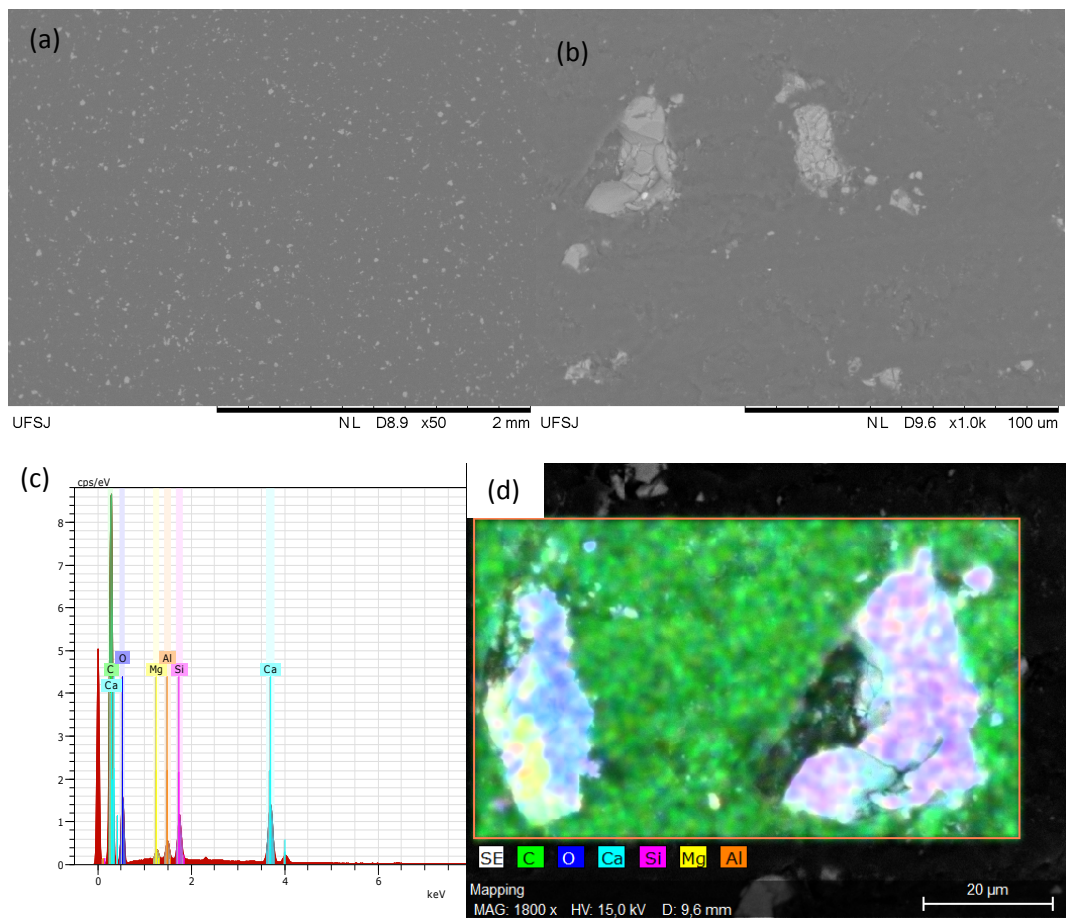 (a)
(b)
UFSJ NL D8.9 x50 2 mm
UFSJ NL D9.6 x1.0k 100 um
(c)
cps/eV
8
7
6
5
4
3
2
1
0
O Al
C Mg Si Ca
Ca
0 2 4 6
keV
(d)
SE C O Ca Si Mg Al
Mapping
MAG: 1800 x HV: 15,0 kV D: 9,6 mm
20 µm